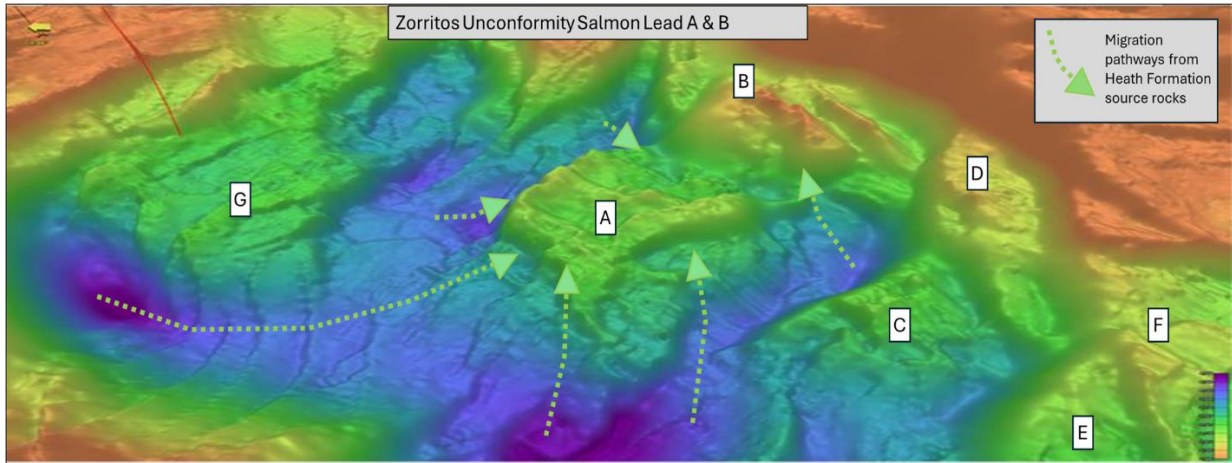 Zorritos Unconformity Salmon Lead A & B
Migration
pathways from
Heath Formation
source rocks
B
D
G
A
C
F
E